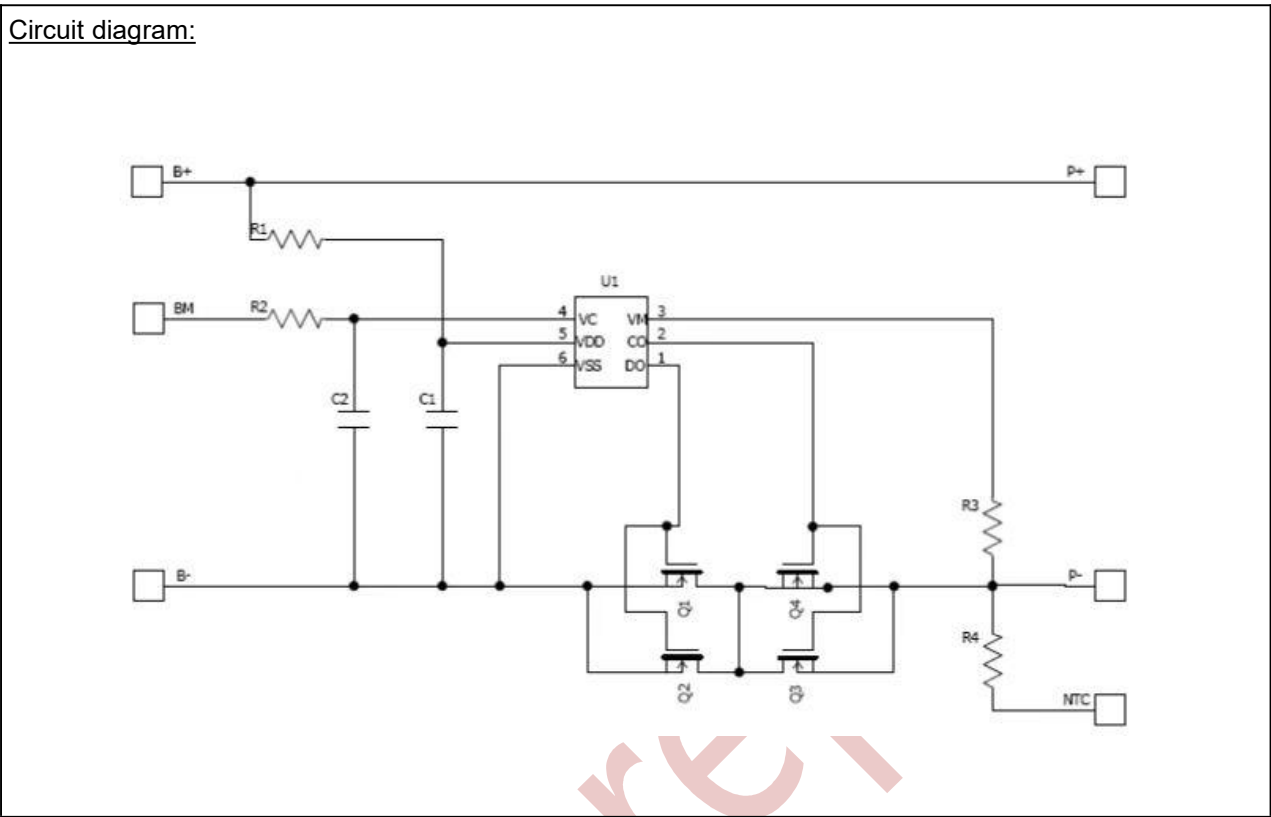 Circuit diagram:
B+
P+
R1
U1
BM
R2
4 VC VM 3
5 VDD CO 2
6 VSS DO 1
C2
C1
R3
B-
P-
Q1
Q4
R4
Q2
Q3
NTC